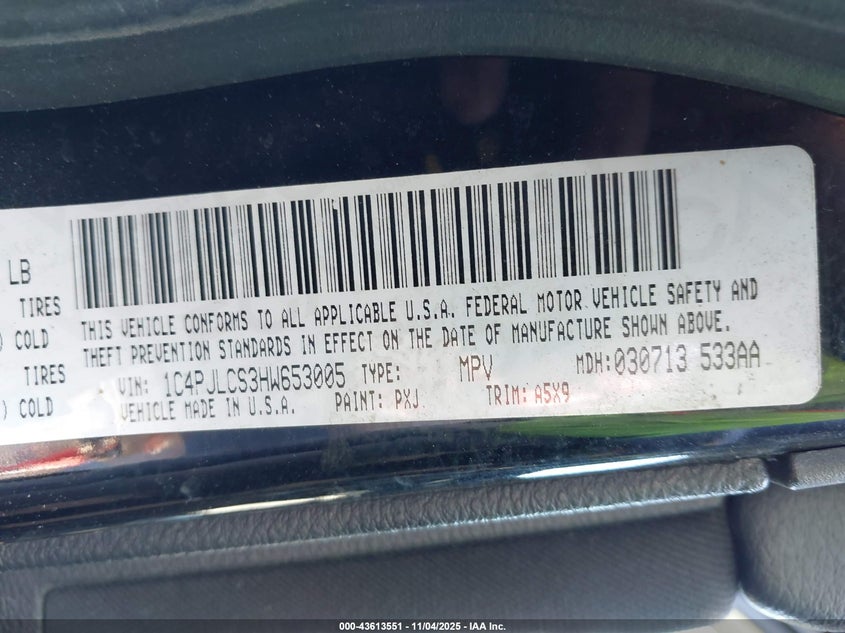 LB
TIRES
) COLD
TIRES
) COLD
THIS VEHICLE CONFORMS TO ALL APPLICABLE U.S.A. FEDERAL MOTOR VEHICLE SAFETY AND
THEFT PREVENTION STANDARDS IN EFFECT ON THE DATE OF MANUFACTURE SHOWN ABOVE.
VIN: 1C4PJLCS3HW653005 TYPE: MPV MDH:030713 533AA
VEHICLE MADE IN U.S.A. PAINT: PXJ TRIM: A5X9
000-43613551 - 11/04/2025 - IAA Inc.